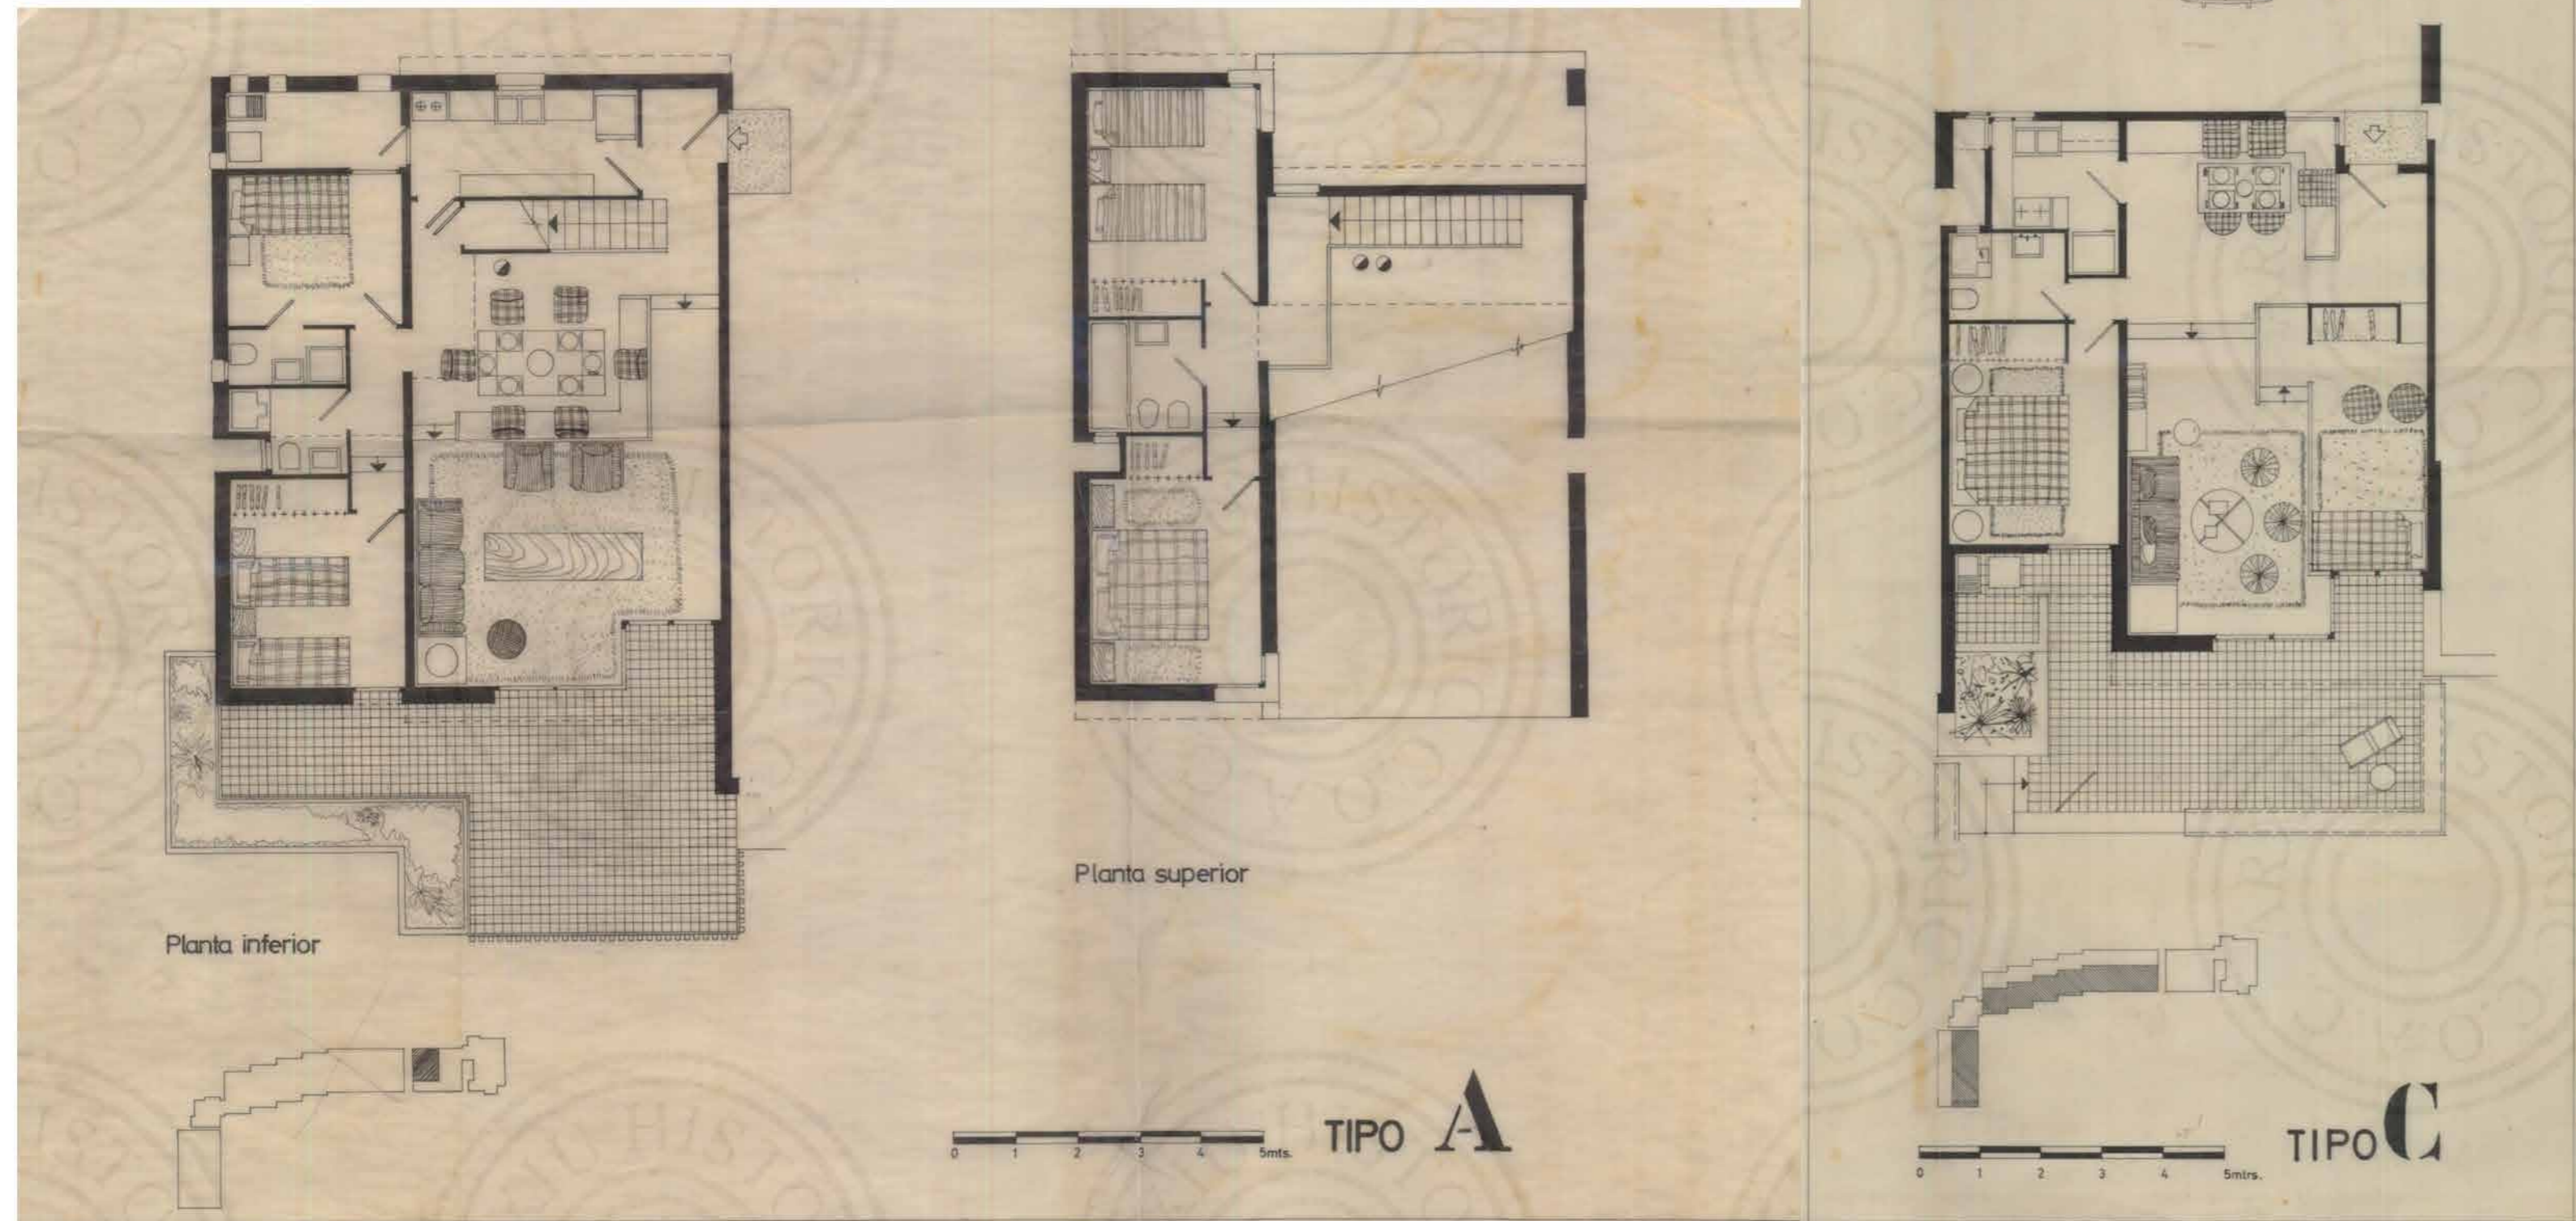 Planta inferior
Planta superior
0 1 2 3 4 5mts.
TIPO A
0 1 2 3 4 5mtrs.
TIPO C